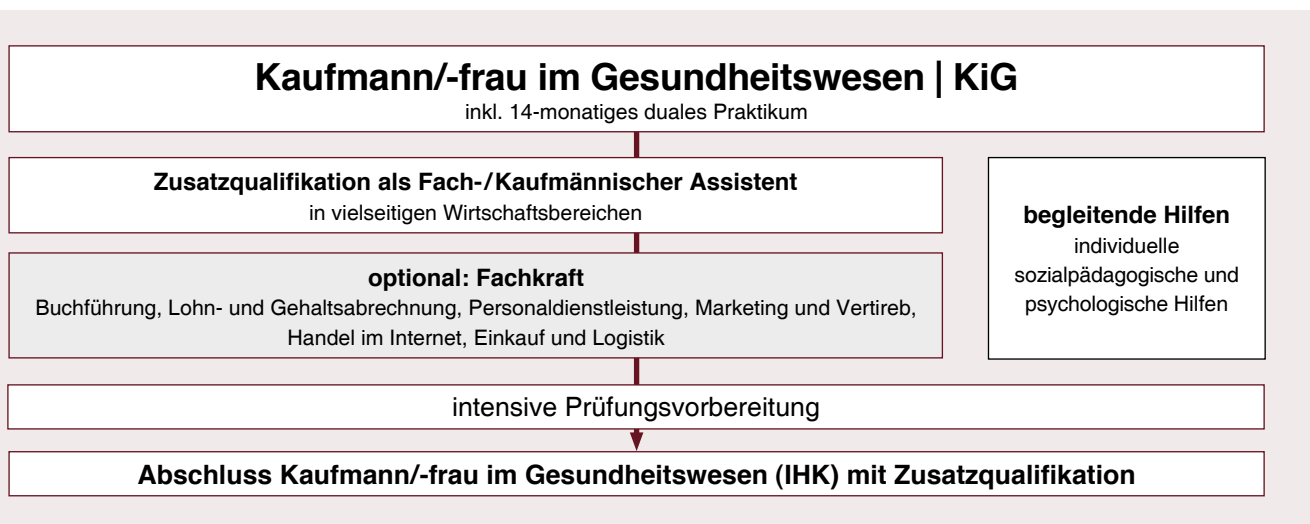 Kaufmann/-frau im Gesundheitswesen | KiG
inkl. 14-monatiges duales Praktikum
Zusatzqualifikation als Fach-/Kaufmännischer Assistent
in vielseitigen Wirtschaftsbereichen
optional: Fachkraft
Buchführung, Lohn- und Gehaltsabrechnung, Personaldienstleistung, Marketing und Vertireb,
Handel im Internet, Einkauf und Logistik
begleitende Hilfen
individuelle
sozialpädagogische und
psychologische Hilfen
intensive Prüfungsvorbereitung
Abschluss Kaufmann/-frau im Gesundheitswesen (IHK) mit Zusatzqualifikation